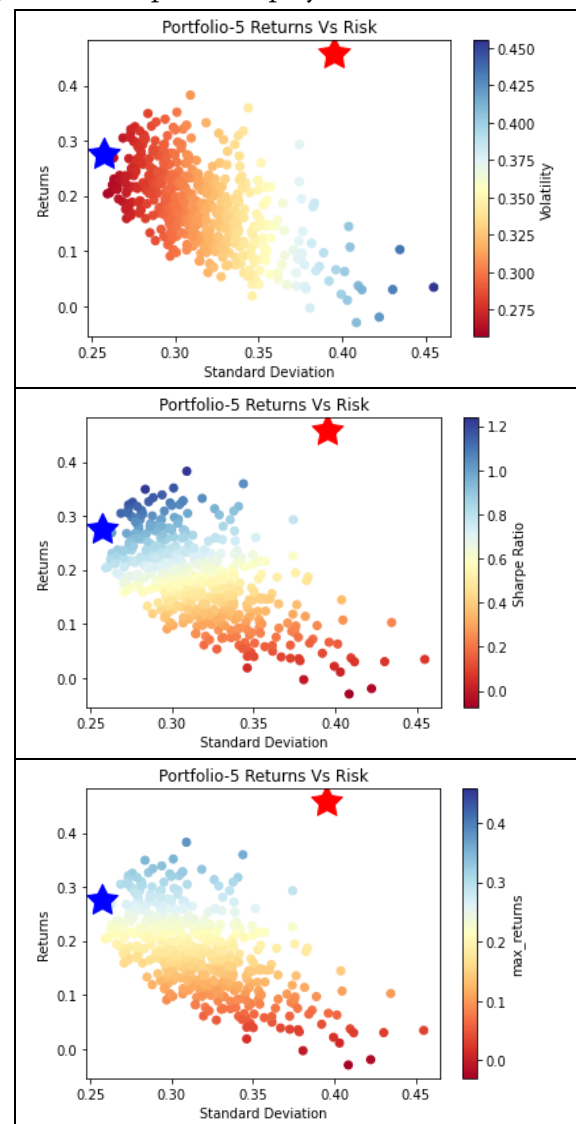 Portfolio-5 Returns Vs Risk
0.4
0.3
0.2
0.1
0.0
Returns
0.25 0.30 0.35 0.40 0.45
Standard Deviation
0.450
0.425
0.400
0.375
0.350
0.325
0.300
0.275
Volatility
Portfolio-5 Returns Vs Risk
0.4
0.3
0.2
0.1
0.0
Returns
0.25 0.30 0.35 0.40 0.45
Standard Deviation
1.2
1.0
0.8
0.6
0.4
0.2
0.0
Sharpe Ratio
Portfolio-5 Returns Vs Risk
0.4
0.3
0.2
0.1
0.0
Returns
0.25 0.30 0.35 0.40 0.45
Standard Deviation
0.4
0.3
0.2
0.1
0.0
max_returns